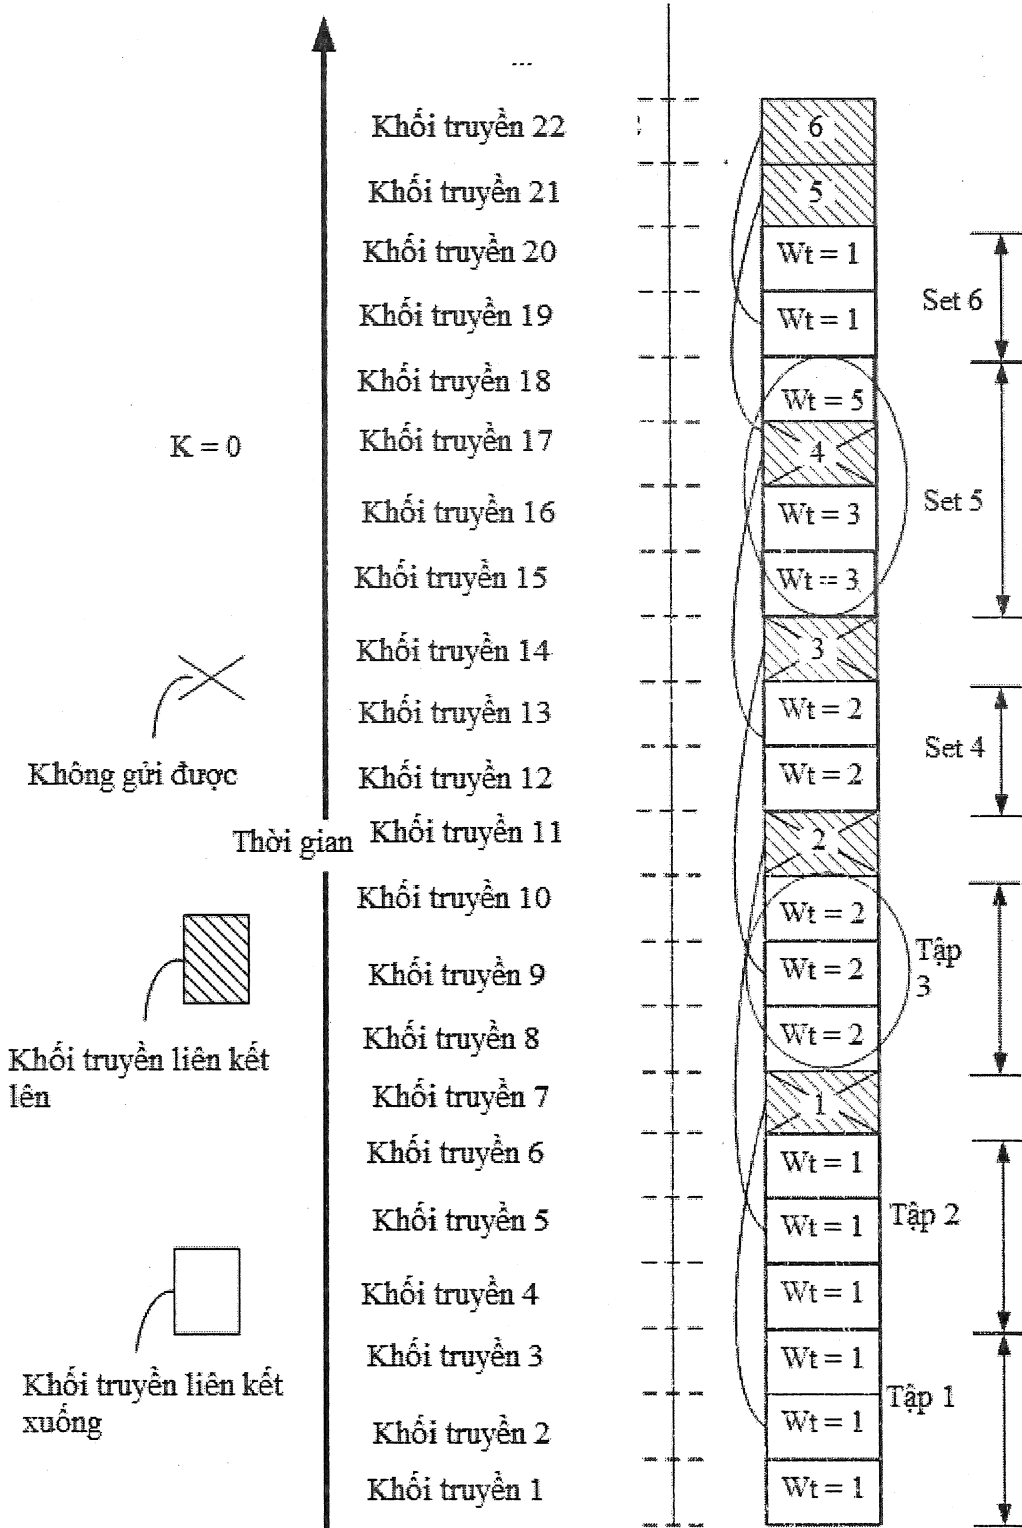 ...
Khối truyền 22
6
Khối truyền 21
5
Khối truyền 20
Wt = 1
Set 6
Khối truyền 19
Wt = 1
Khối truyền 18
Wt = 5
K = 0
Khối truyền 17
4
Khối truyền 16
Wt = 3
Set 5
Khối truyền 15
Wt = 3
Khối truyền 14
3
Khối truyền 13
Wt = 2
Set 4
Không gửi được
Khối truyền 12
Wt = 2
Thời gian
Khối truyền 11
2
Khối truyền 10
Wt = 2
Tập
3
Khối truyền 9
Wt = 2
Khối truyền 8
Wt = 2
Khối truyền liên kết
lên
Khối truyền 7
1
Khối truyền 6
Wt = 1
Khối truyền 5
Wt = 1
Tập 2
Khối truyền 4
Wt = 1
Khối truyền 3
Wt = 1
Khối truyền liên kết
xuống
Tập 1
Khối truyền 2
Wt = 1
Khối truyền 1
Wt = 1